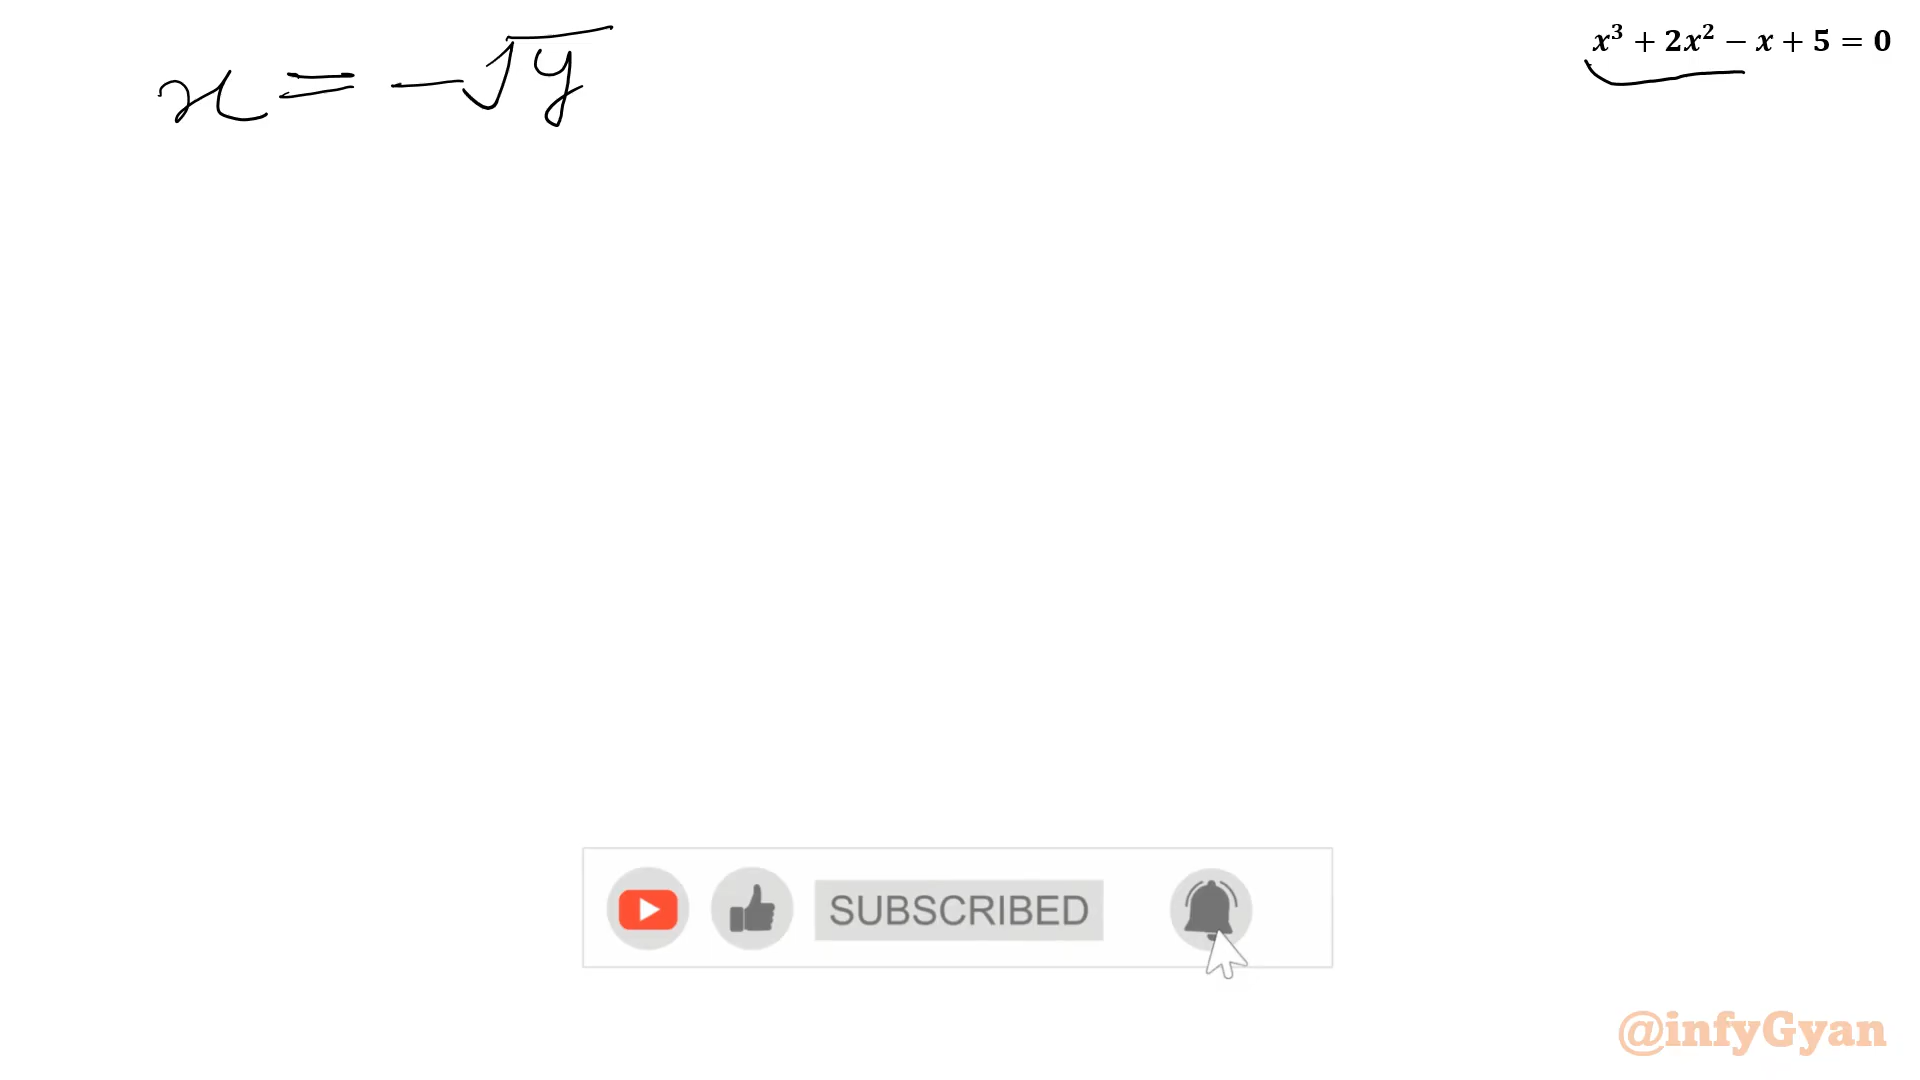 x = -√y
x³ + 2x² − x + 5 = 0
SUBSCRIBED
@infyGyan